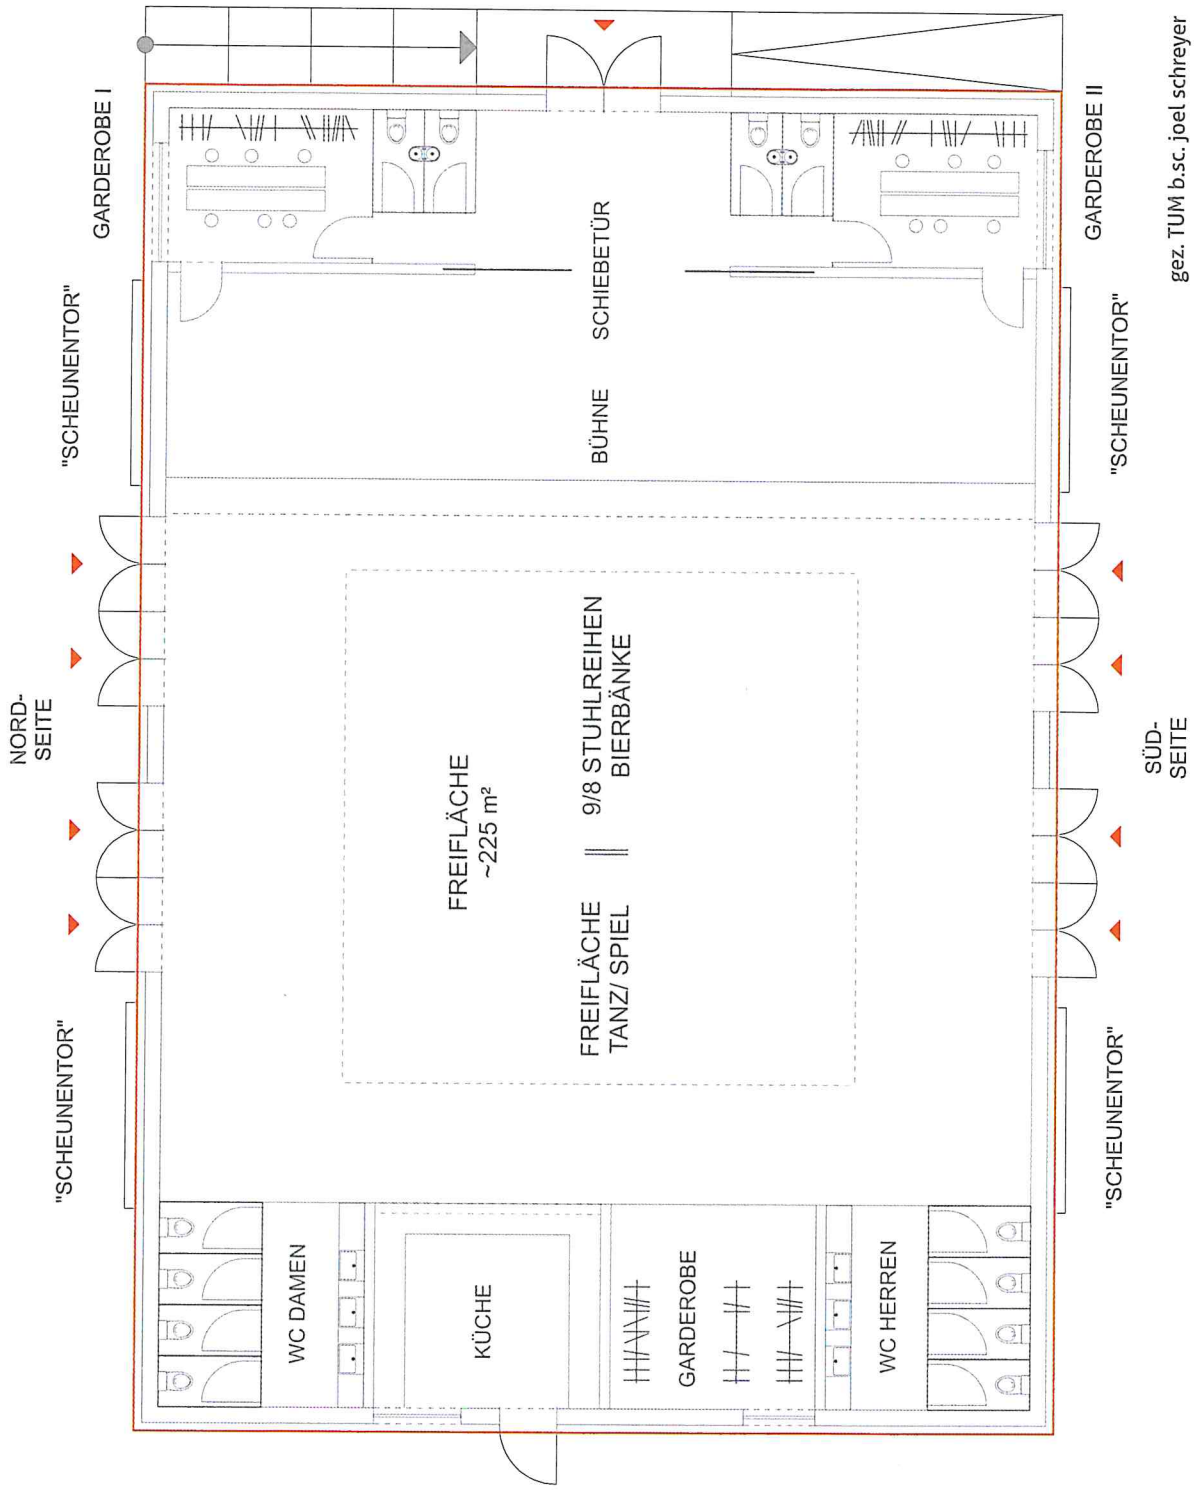 NORD-
SEITE
"SCHEUNENTOR"
"SCHEUNENTOR"
GARDEROBE I
WC DAMEN
KÜCHE
GARDEROBE
WC HERREN
FREIFLÄCHE
~225 m²
FREIFLÄCHE
TANZ/ SPIEL
9/8 STUHLREIHEN
BIERBÄNKE
BÜHNE
SCHIEBETÜR
"SCHEUNENTOR"
"SCHEUNENTOR"
GARDEROBE II
SÜD-
SEITE
gez. TUM b.sc. joel schreyer